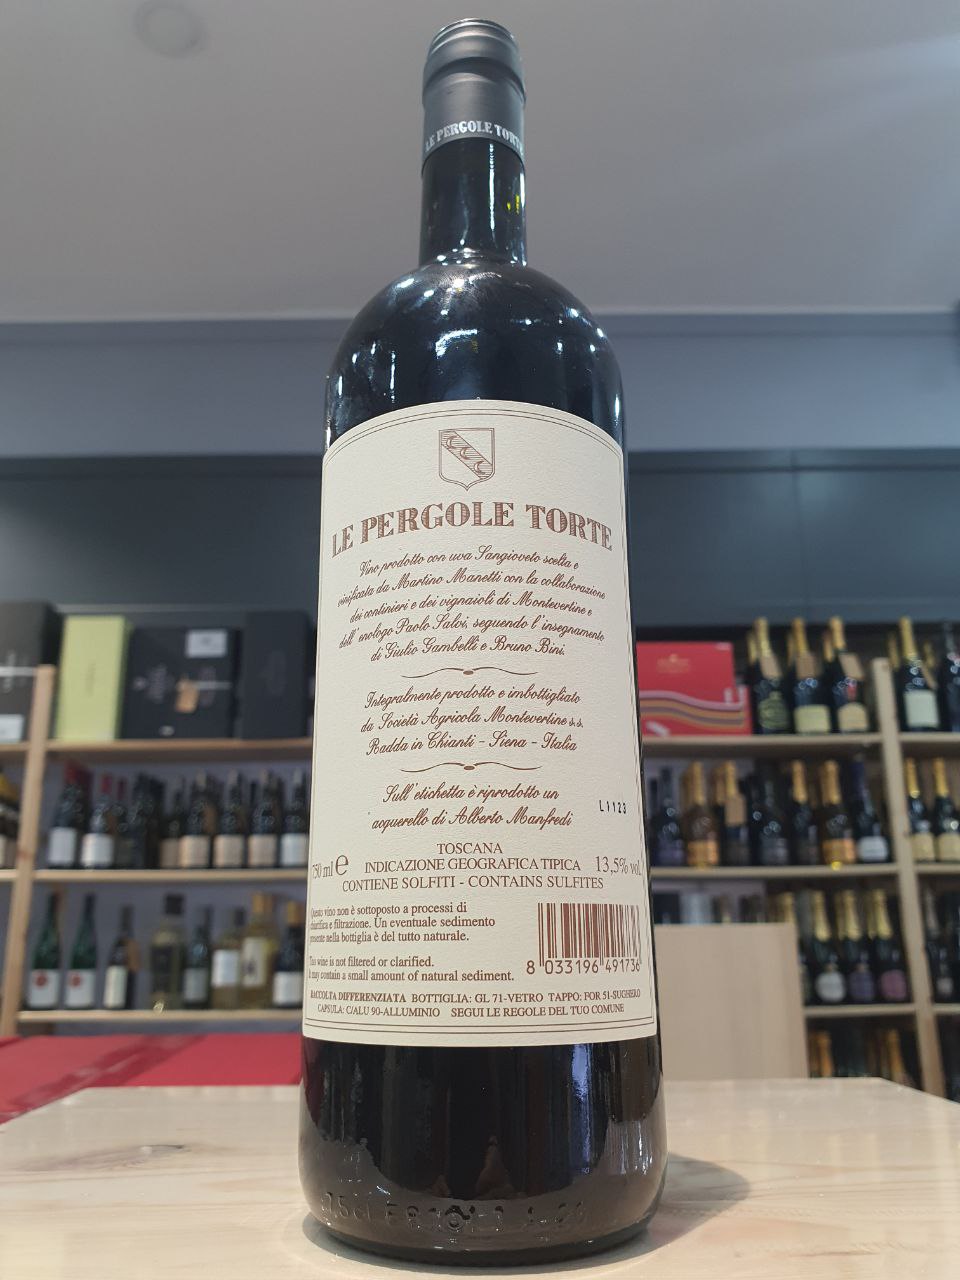 LE PERGOLE TORTE
LE PERGOLE TORTE
Vino prodotto con uva Sangioveto scelta e
vinificata da Martino Manetti con la collaborazione
dei cantinieri e dei vignaioli di Montevertine e
dell'enologo Paolo Salvi, seguendo l'insegnamento
di Giulio Gambelli e Bruno Bini.
Integralmente prodotto e imbottigliato
da Società Agricola Montevertine s.s.
Radda in Chianti - Siena - Italia
Sull'etichetta è riprodotto un
acquerello di Alberto Manfredi
L1123
TOSCANA
750 ml e INDICAZIONE GEOGRAFICA TIPICA 13,5% vol.
CONTIENE SOLFITI - CONTAINS SULFITES
Questo vino non è sottoposto a processi di
chiarifica e filtrazione. Un eventuale sedimento
presente nella bottiglia è del tutto naturale.
This wine is not filtered or clarified.
It may contain a small amount of natural sediment.
8 033196 491736
RACCOLTA DIFFERENZIATA BOTTIGLIA: GL 71-VETRO TAPPO: FOR 51-SUGHERO
CAPSULA: C/ALU 90-ALLUMINIO SEGUI LE REGOLE DEL TUO COMUNE